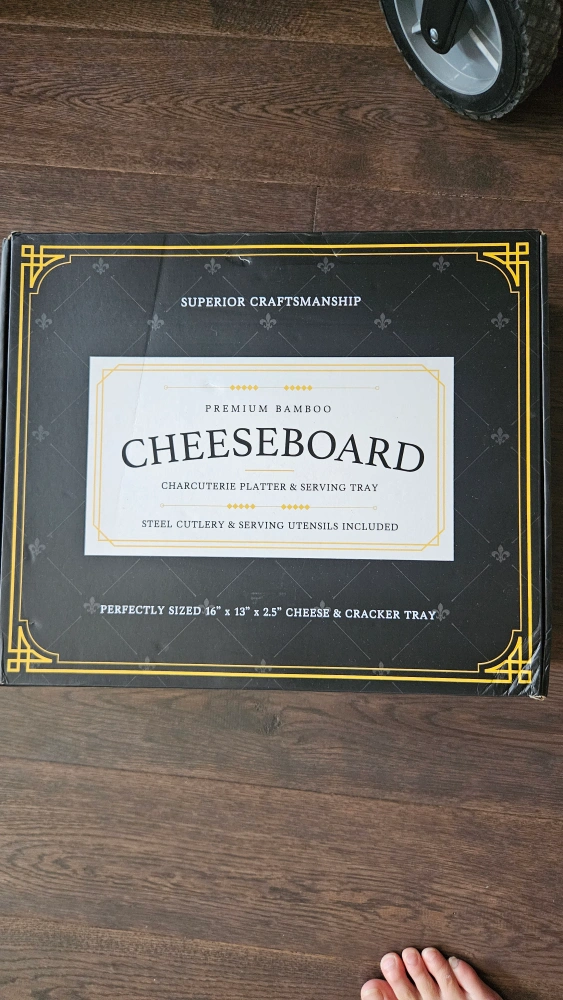 SUPERIOR CRAFTSMANSHIP
PREMIUM BAMBOO
CHEESEBOARD
CHARCUTERIE PLATTER & SERVING TRAY
STEEL CUTLERY & SERVING UTENSILS INCLUDED
PERFECTLY SIZED 16” x 13” x 2.5” CHEESE & CRACKER TRAY